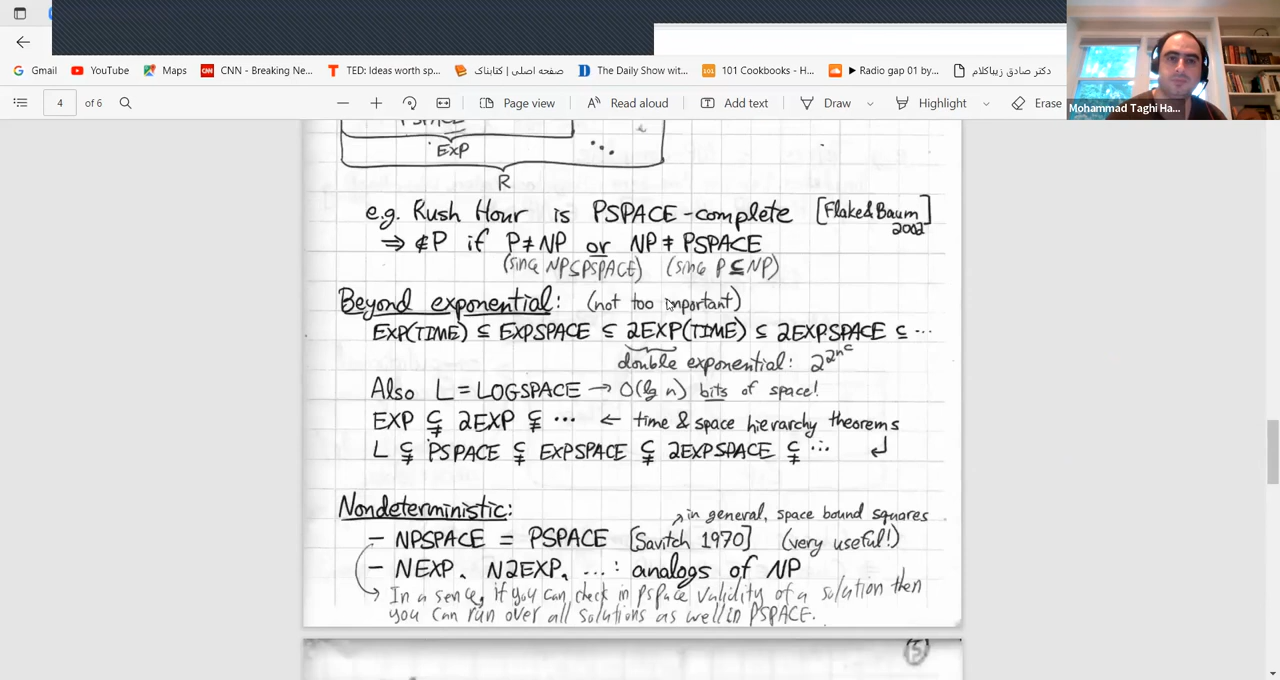 Gmail YouTube Maps CNN - Breaking Ne... TED: Ideas worth sp... صفحه اصلی | کتابناک The Daily Show wit... 101 Cookbooks - H... Radio gap 01 by... دکتر صادق زیباکلام
4 of 6 Page view Read aloud Add text Draw Highlight Erase
Mohammad Taghi Ha...
PSPACE
EXP
R
e.g. Rush Hour is PSPACE-complete [Flake & Baum 2002]
⇒ ∉P if P≠NP or NP≠PSPACE
(since NP⊆PSPACE) (since P⊆NP)
Beyond exponential: (not too important)
EXP(TIME) ⊆ EXPSPACE ⊆ 2EXP(TIME) ⊆ 2EXPSPACE ⊆ ...
double exponential: 2^2^n^c
Also L = LOGSPACE → O(lg n) bits of space!
EXP ⊊ 2EXP ⊊ ... ← time & space hierarchy theorems
L ⊊ PSPACE ⊊ EXPSPACE ⊊ 2EXPSPACE ⊊ ... ↲
Nondeterministic:
→ in general, space bound squares
- NPSPACE = PSPACE [Savitch 1970] (very useful!)
- NEXP, N2EXP, ...: analogs of NP
→ In a sence, if you can check in pspace validity of a solution then
you can run over all solutions as well in PSPACE.
5